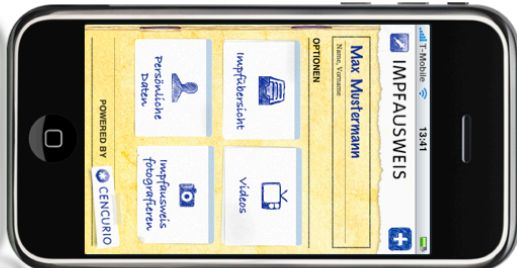 T-Mobile 13:41
IMPFAUSWEIS
Max Mustermann
Name, Vorname
OPTIONEN
Impfübersicht
Videos
Persönliche
Daten
Impfausweis
fotografieren
POWERED BY CENCURIO